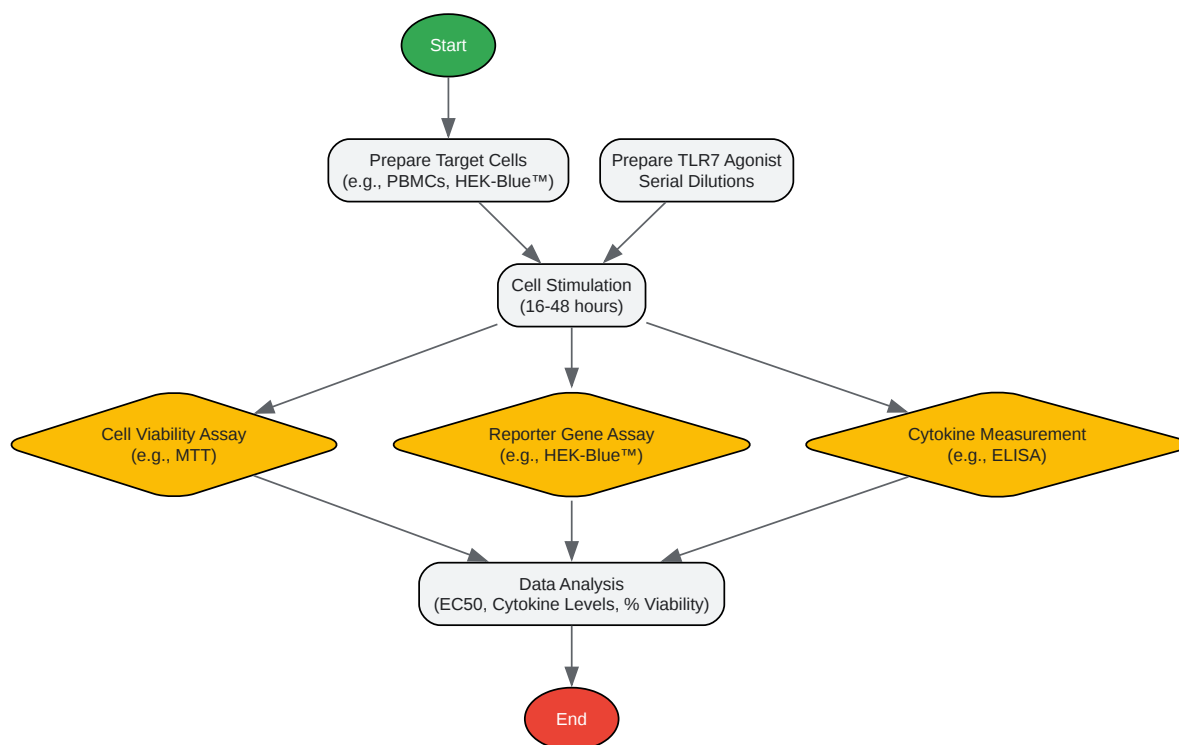 Start
Prepare Target Cells
(e.g., PBMCs, HEK-Blue™)
Prepare TLR7 Agonist
Serial Dilutions
Cell Stimulation
(16-48 hours)
Cell Viability Assay
(e.g., MTT)
Reporter Gene Assay
(e.g., HEK-Blue™)
Cytokine Measurement
(e.g., ELISA)
Data Analysis
(EC50, Cytokine Levels, % Viability)
End